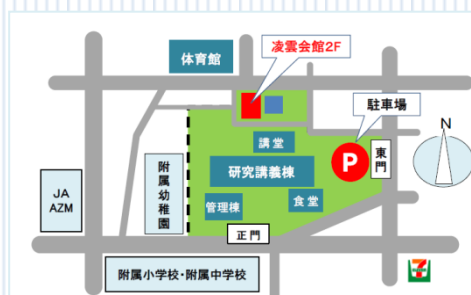 体育館
凌雲会館2F
駐車場
N
講堂
P
東門
附属幼稚園
研究講義棟
JA
AZM
管理棟
食堂
正門
附属小学校・附属中学校
7